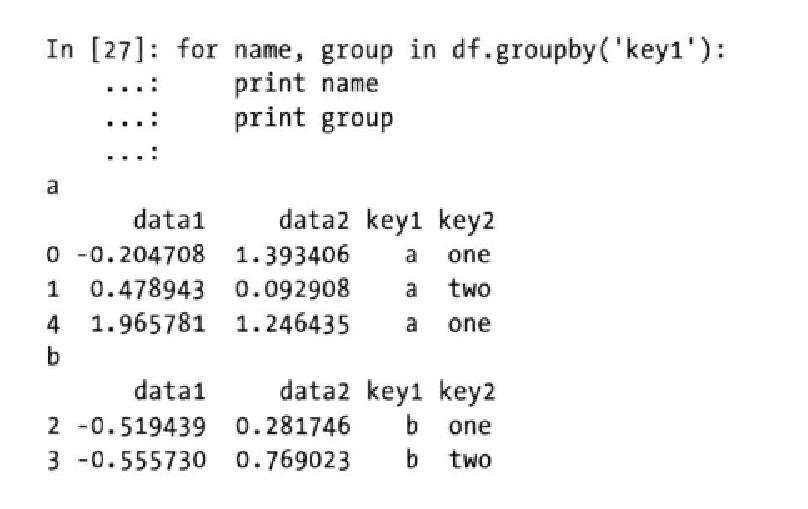 In [27]: for name, group in df.groupby('key1'):
   ....:     print name
   ....:     print group
   ....:
a
      data1     data2 key1 key2
0 -0.204708  1.393406    a  one
1  0.478943  0.092908    a  two
4  1.965781  1.246435    a  one
b
      data1     data2 key1 key2
2 -0.519439  0.281746    b  one
3 -0.555730  0.769023    b  two